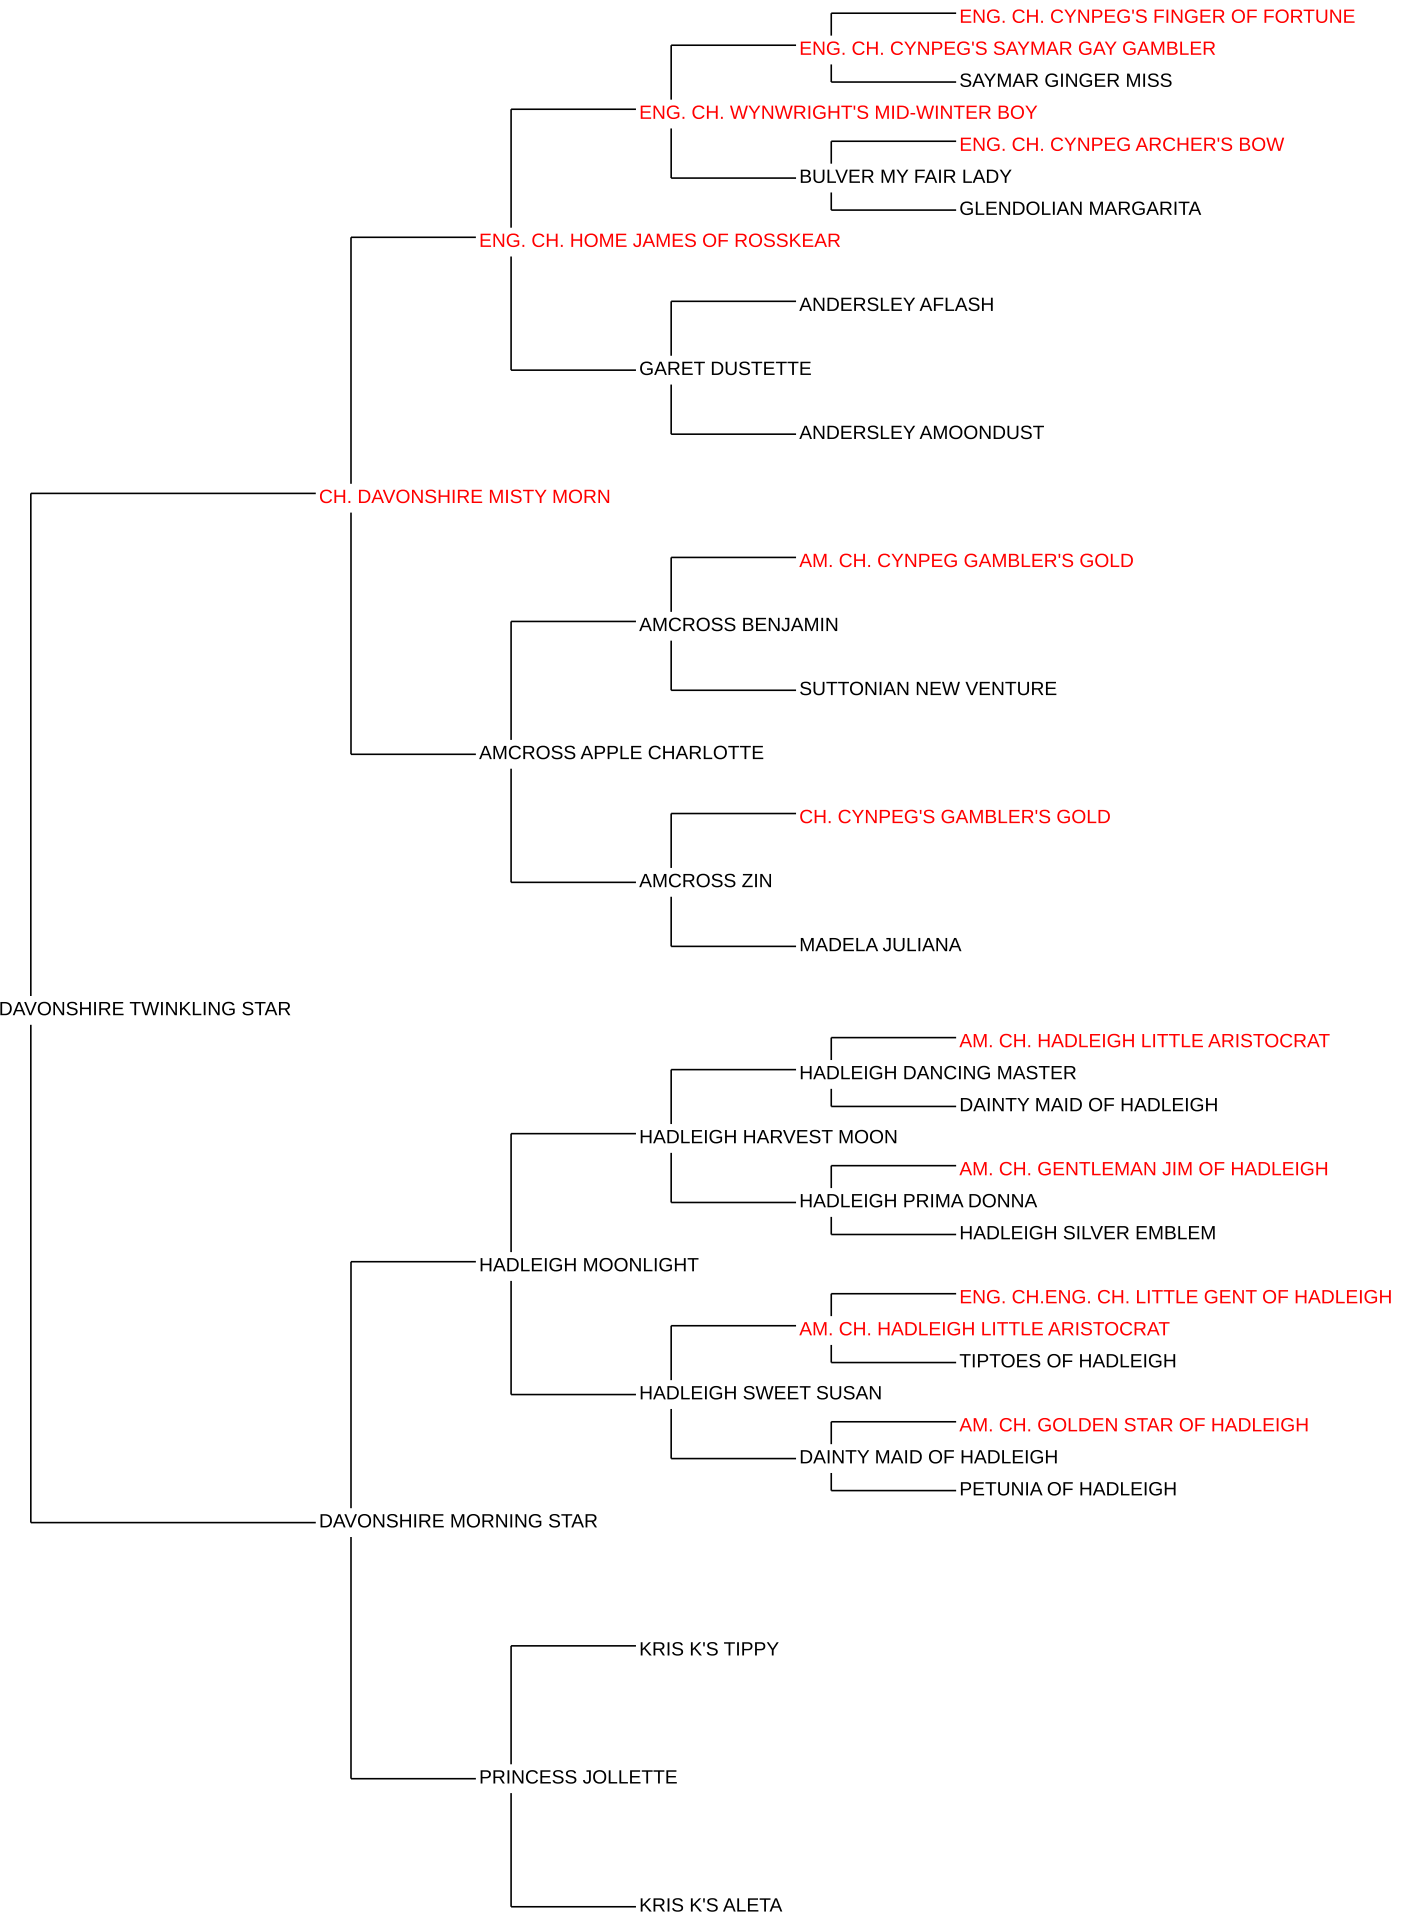 ENG. CH. CYNPEG'S FINGER OF FORTUNE
ENG. CH. CYNPEG'S SAYMAR GAY GAMBLER
SAYMAR GINGER MISS
ENG. CH. WYNWRIGHT'S MID-WINTER BOY
ENG. CH. CYNPEG ARCHER'S BOW
BULVER MY FAIR LADY
GLENDOLIAN MARGARITA
ENG. CH. HOME JAMES OF ROSSKEAR
ANDERSLEY AFLASH
GARET DUSTETTE
ANDERSLEY AMOONDUST
CH. DAVONSHIRE MISTY MORN
AM. CH. CYNPEG GAMBLER'S GOLD
AMCROSS BENJAMIN
SUTTONIAN NEW VENTURE
AMCROSS APPLE CHARLOTTE
CH. CYNPEG'S GAMBLER'S GOLD
AMCROSS ZIN
MADELA JULIANA
DAVONSHIRE TWINKLING STAR
AM. CH. HADLEIGH LITTLE ARISTOCRAT
HADLEIGH DANCING MASTER
DAINTY MAID OF HADLEIGH
HADLEIGH HARVEST MOON
AM. CH. GENTLEMAN JIM OF HADLEIGH
HADLEIGH PRIMA DONNA
HADLEIGH SILVER EMBLEM
HADLEIGH MOONLIGHT
ENG. CH.ENG. CH. LITTLE GENT OF HADLEIGH
AM. CH. HADLEIGH LITTLE ARISTOCRAT
TIPTOES OF HADLEIGH
HADLEIGH SWEET SUSAN
AM. CH. GOLDEN STAR OF HADLEIGH
DAINTY MAID OF HADLEIGH
PETUNIA OF HADLEIGH
DAVONSHIRE MORNING STAR
KRIS K'S TIPPY
PRINCESS JOLLETTE
KRIS K'S ALETA